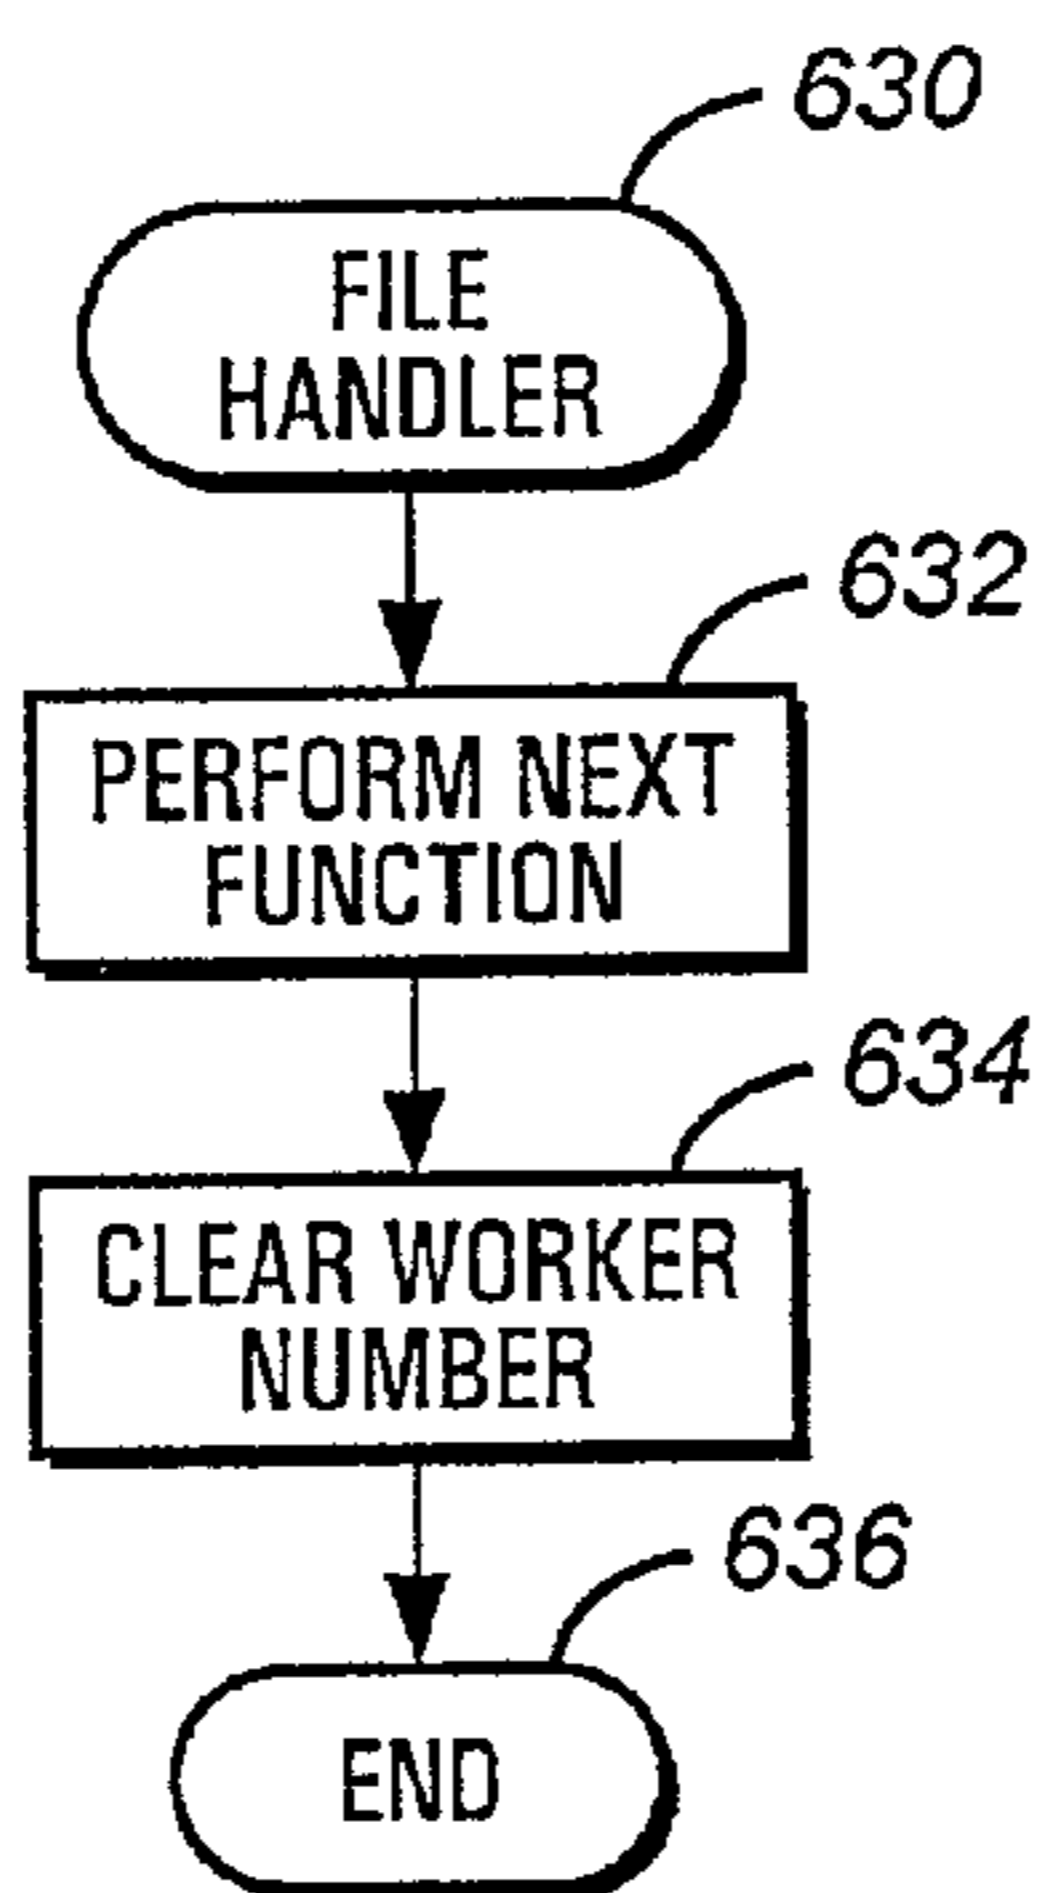 630
FILE
HANDLER
632
PERFORM NEXT
FUNCTION
634
CLEAR WORKER
NUMBER
636
END